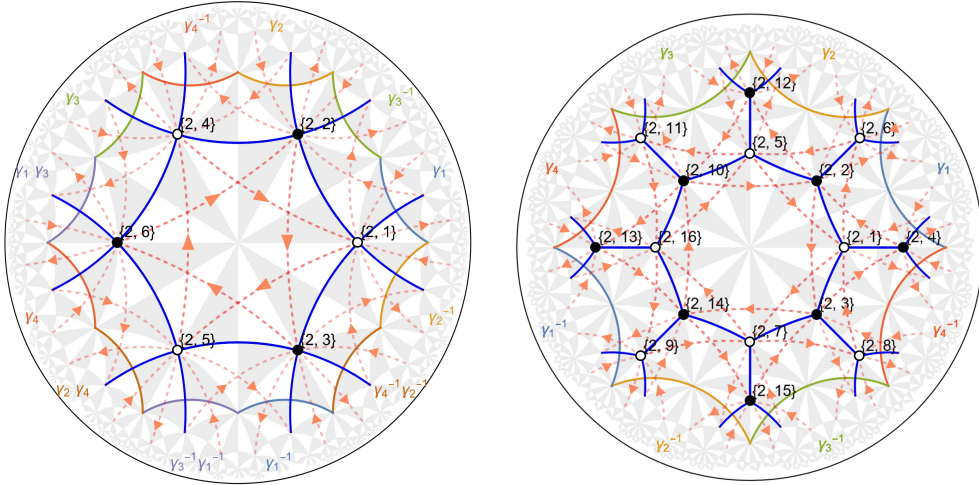 γ₄⁻¹ γ₂
γ₃ γ₃⁻¹
{2, 4} {2, 2}
γ₁ γ₃ γ₁
{2, 6} {2, 1}
γ₄ γ₂⁻¹
{2, 5} {2, 3}
γ₂ γ₄ γ₄⁻¹ γ₂⁻¹
γ₃⁻¹ γ₁⁻¹ γ₁⁻¹
γ₃ γ₂
{2, 12}
{2, 11} {2, 5} {2, 6}
γ₄ {2, 10} {2, 2} γ₁
{2, 13} {2, 16} {2, 1} {2, 4}
{2, 14} {2, 3}
γ₁⁻¹ {2, 9} {2, 7} {2, 8} γ₄⁻¹
{2, 15}
γ₂⁻¹ γ₃⁻¹